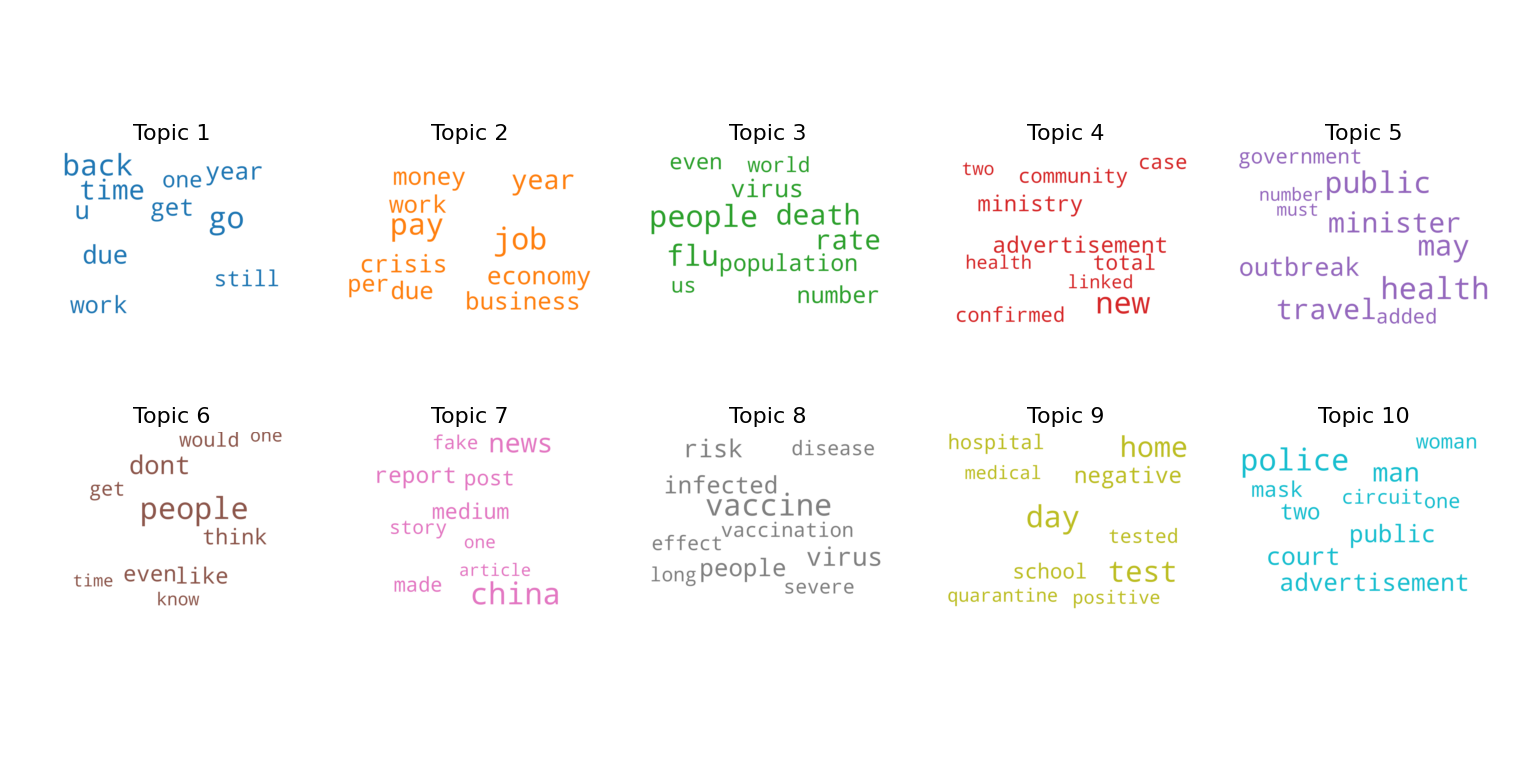 Topic 1
back
time
one
year
u
get
go
due
still
work
Topic 2
money
year
work
pay
job
crisis
economy
per
due
business
Topic 3
even
world
virus
people
death
rate
flu
population
us
number
Topic 4
two
community
case
ministry
advertisement
health
total
linked
new
confirmed
Topic 5
government
public
number
must
minister
may
outbreak
health
travel
added
Topic 6
would
one
dont
get
people
think
time
even
like
know
Topic 7
fake
news
report
post
medium
story
one
article
made
china
Topic 8
risk
disease
infected
vaccine
vaccination
effect
virus
long
people
severe
Topic 9
hospital
home
medical
negative
day
tested
school
test
quarantine
positive
Topic 10
woman
police
man
mask
circuit
one
two
public
court
advertisement